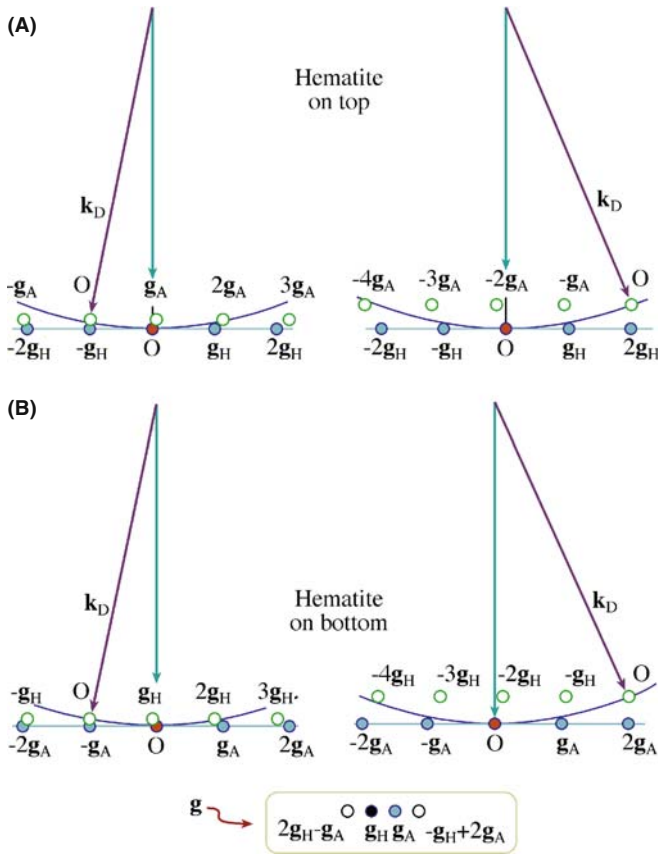 (A)
Hematite
on top
k_D
k_D
-g_A O g_A 2g_A 3g_A
-4g_A -3g_A -2g_A -g_A O
-2g_H -g_H O g_H 2g_H
-2g_H -g_H O g_H 2g_H
(B)
Hematite
on bottom
k_D
k_D
-g_H O g_H 2g_H 3g_H.
-4g_H -3g_H -2g_H -g_H O
-2g_A -g_A O g_A 2g_A
-2g_A -g_A O g_A 2g_A
g
2g_H-g_A g_H g_A -g_H+2g_A